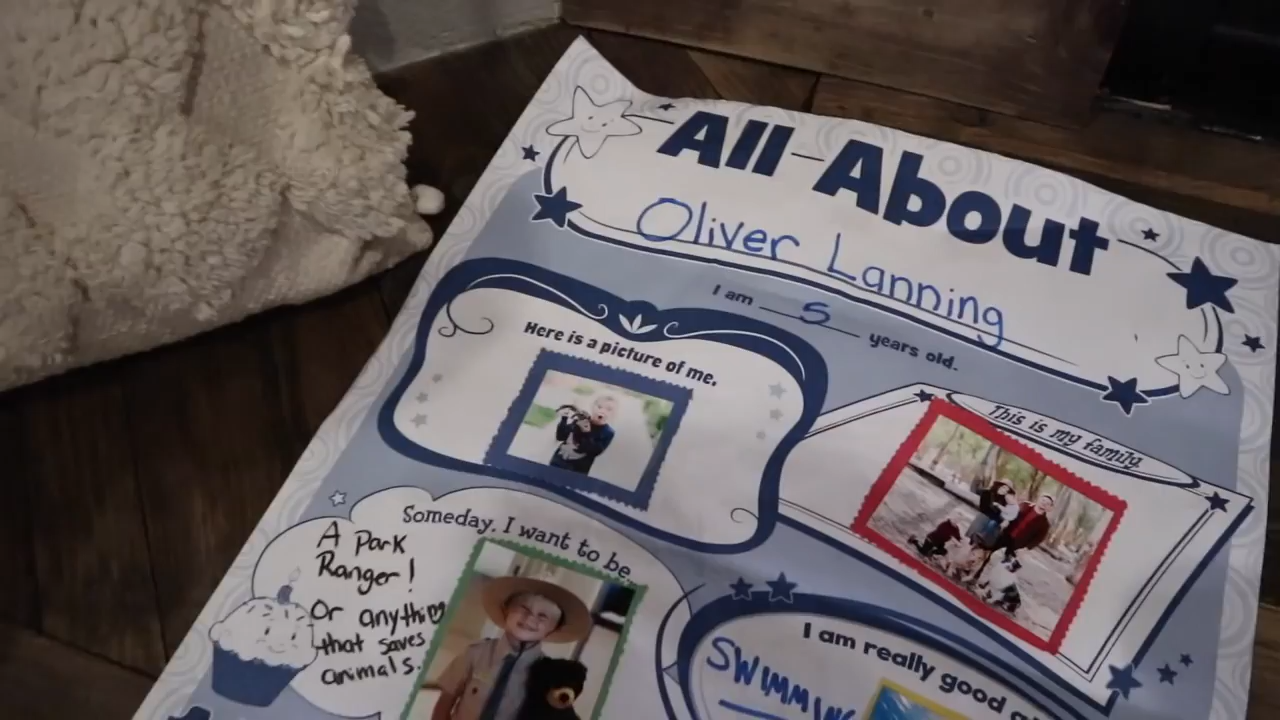 All About
Oliver Lanning
I am 5 years old.
Here is a picture of me.
This is my family.
Someday, I want to be
A Park
Ranger!
Or anything
that saves
animals.
I am really good at
SWIMMING